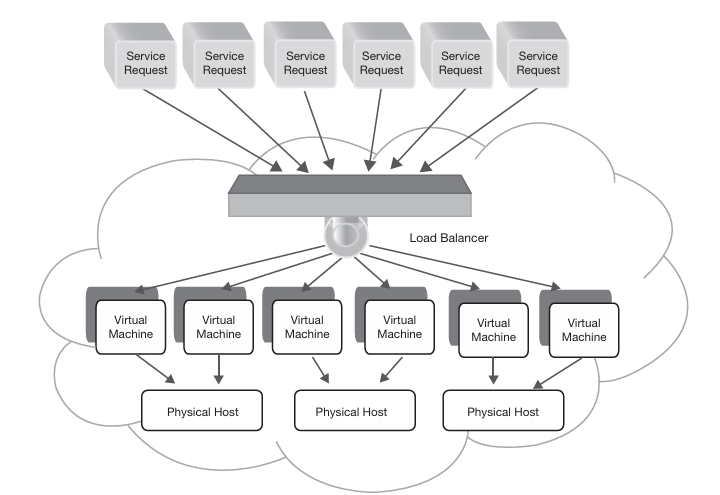 Service
Request
Service
Request
Service
Request
Service
Request
Service
Request
Service
Request
Load Balancer
Virtual
Machine
Virtual
Machine
Virtual
Machine
Virtual
Machine
Virtual
Machine
Virtual
Machine
Physical Host
Physical Host
Physical Host